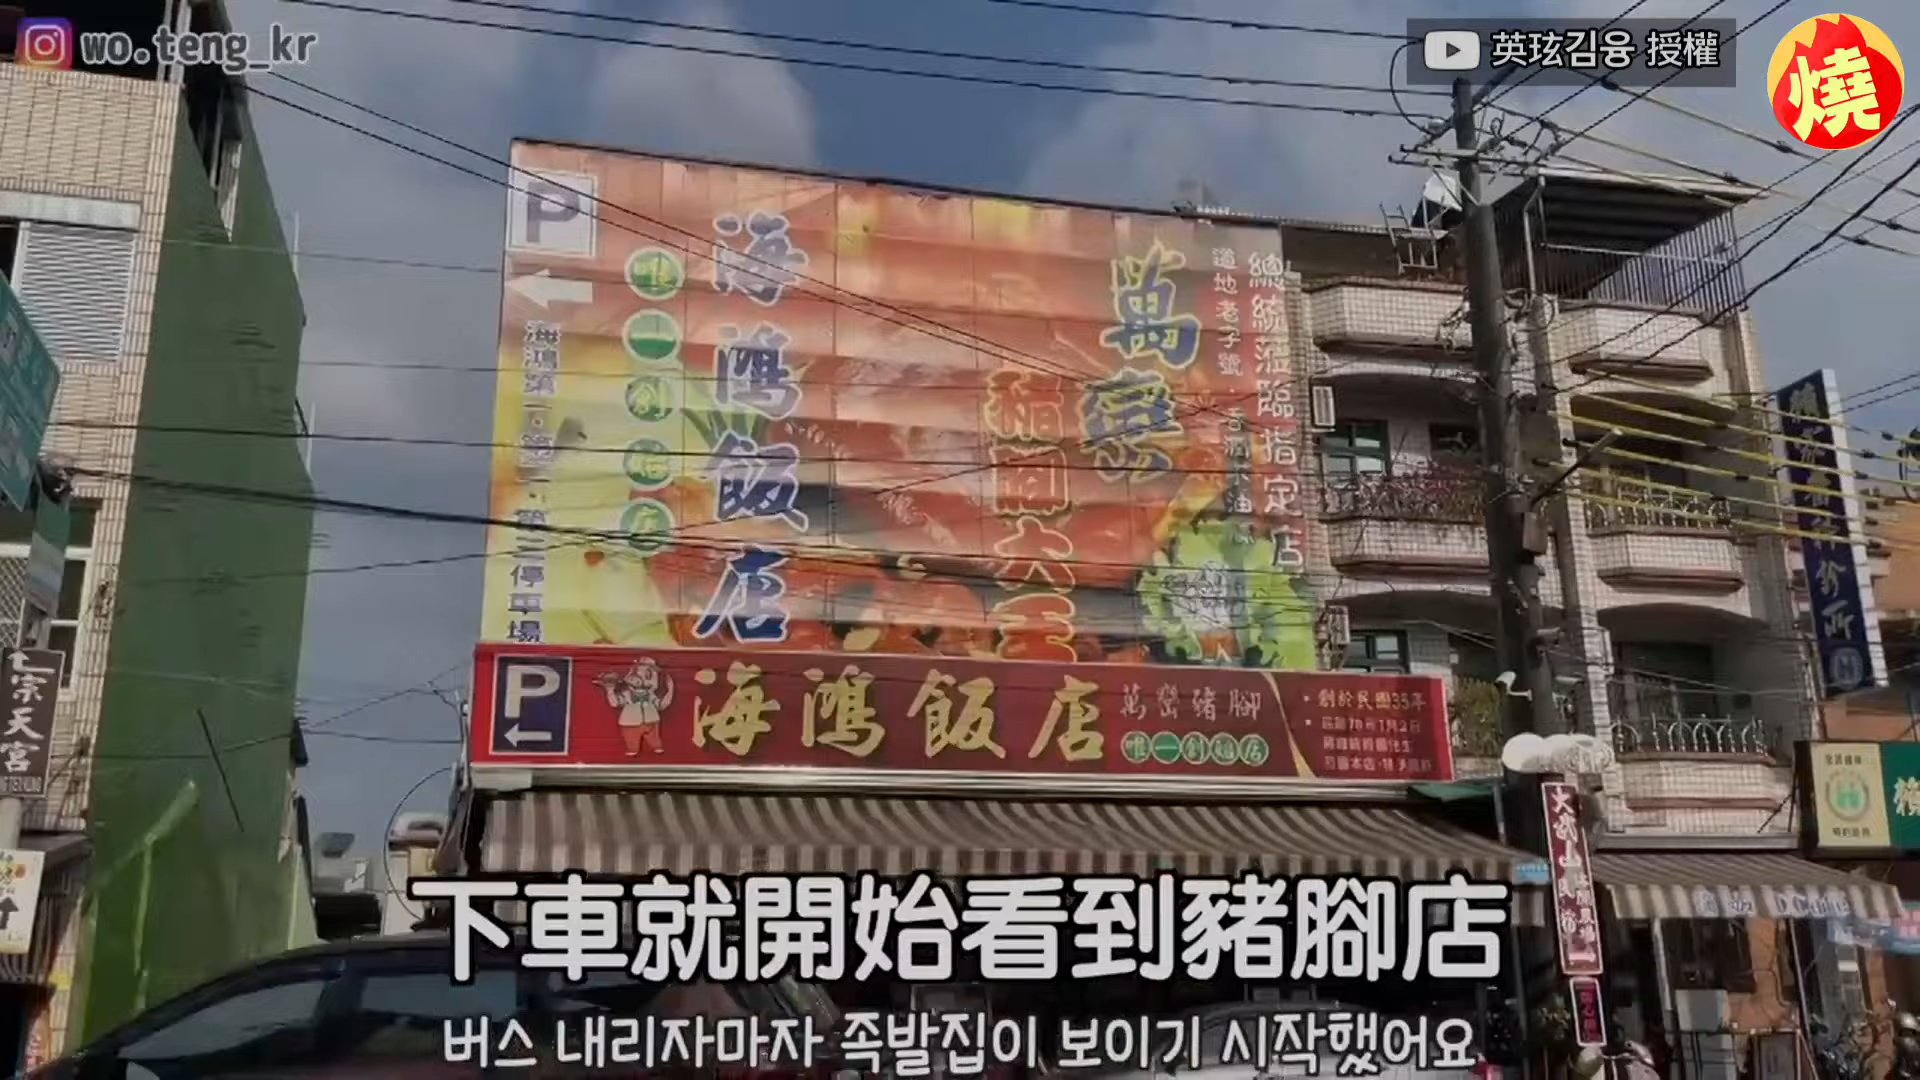 wo.teng_kr
英玹김융 授權
燒
P
海鴻第一.第二.第三停車場
唯一創始店
海鴻飯店
萬巒
豬腳大王
道地老字號
總統蒞臨指定店
P
海鴻飯店
萬巒豬腳
唯一創始店
創於民國35年
宗天宮
大武山
下車就開始看到豬腳店
버스 내리자마자 족발집이 보이기 시작했어요